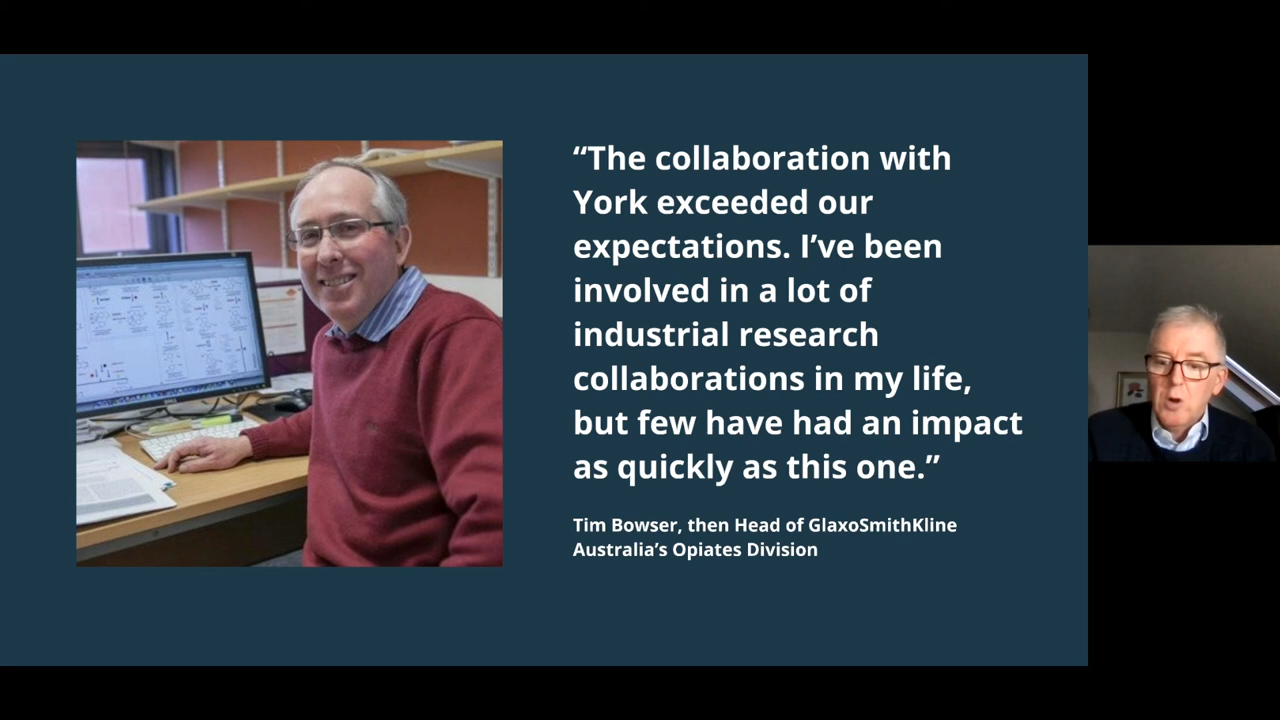 “The collaboration with
York exceeded our
expectations. I’ve been
involved in a lot of
industrial research
collaborations in my life,
but few have had an impact
as quickly as this one.”
Tim Bowser, then Head of GlaxoSmithKline
Australia’s Opiates Division